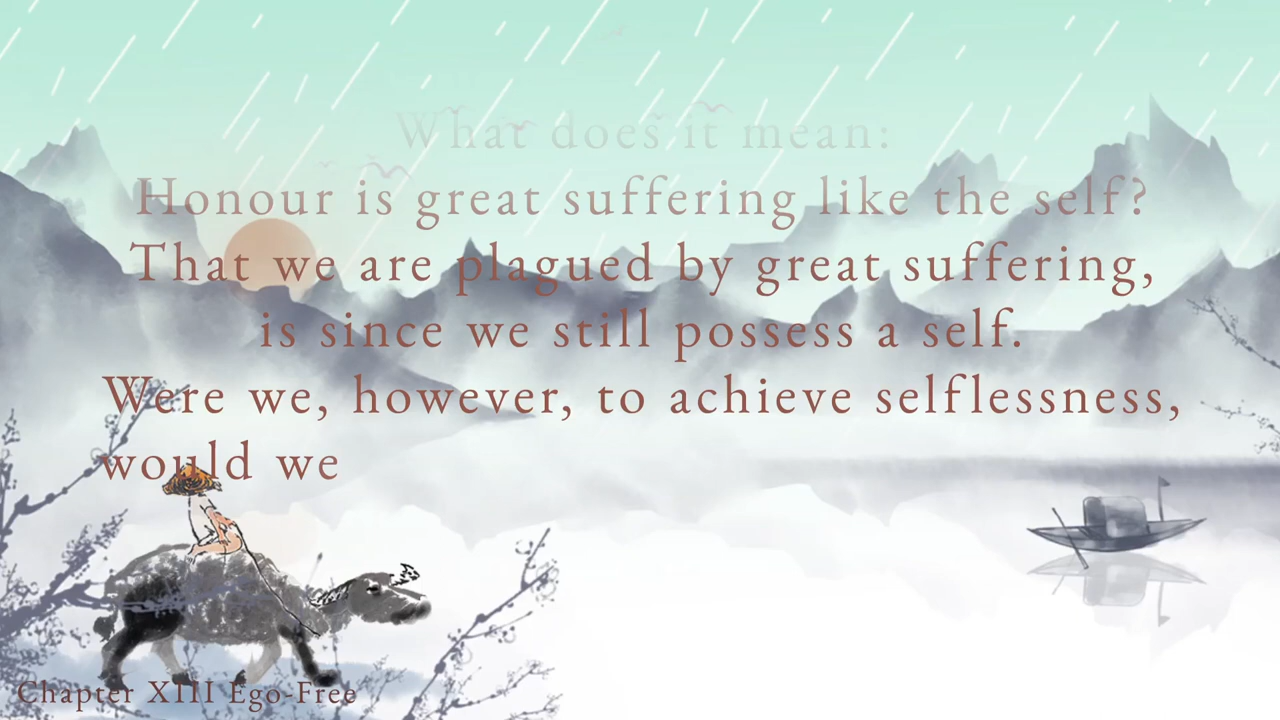 What does it mean:
Honour is great suffering like the self?
That we are plagued by great suffering,
is since we still possess a self.
Were we, however, to achieve selflessness,
would we
Chapter XIII Ego-Free